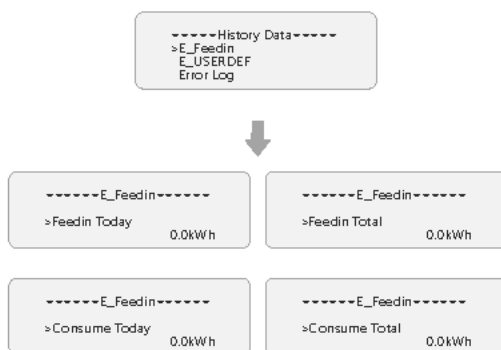 ------History Data------
>E_Feedin
E_USERDEF
Error Log
------E_Feedin------
>Feedin Today
0.0kWh
------E_Feedin------
>Feedin Total
0.0kWh
------E_Feedin------
>Consume Today
0.0kWh
------E_Feedin------
>Consume Total
0.0kWh